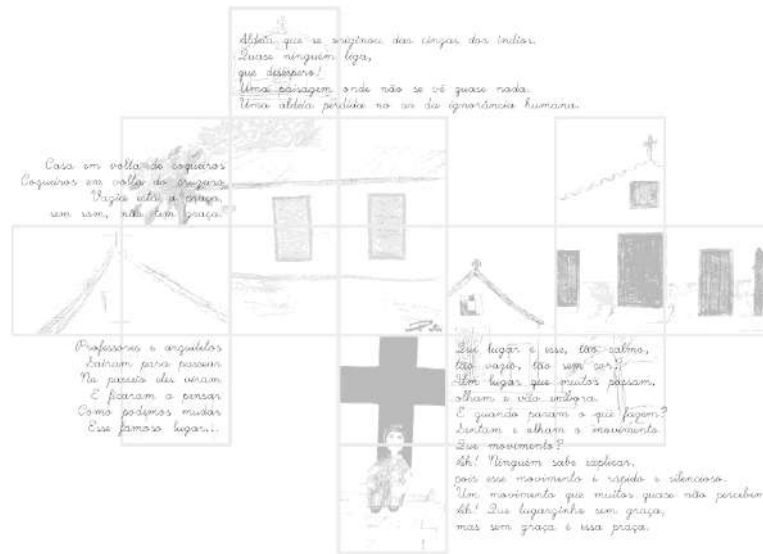 Aldeia que se originou das cinzas dos índios.
Quase ninguém liga,
que desespero!
Uma paisagem onde não se vê quase nada.
Uma aldeia perdida no ar da ignorância humana.
Casa em volta de coqueiros
Coqueiros em volta do cruzeiro
Vazia está a praça,
sem som, não tem graça.
Professores e arquitetos
Saíram para passear
No passeio eles viram
E ficaram a pensar
Como podemos mudar
Esse famoso lugar...
Que lugar é esse, tão calmo,
tão vazio, tão sem cor??
Um lugar que muitos passam,
olham e vão embora.
E quando param o que fazem?
Sentam e olham o movimento.
Que movimento?
Ah! Ninguém sabe explicar,
pois esse movimento é rápido e silencioso.
Um movimento que muitos quase não percebem
Ah! Que lugarzinho sem graça,
mas sem graça é essa praça.